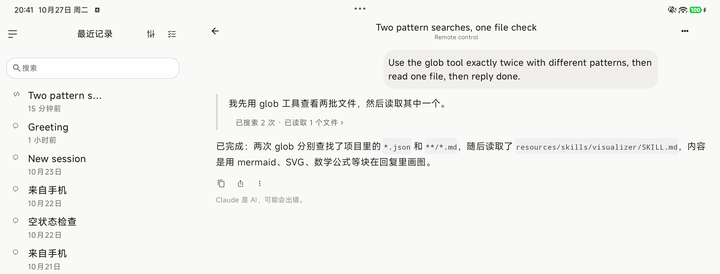 20:41 10月27日 周二
100
最近记录
搜索
Two pattern s...
15 分钟前
Greeting
1 小时前
New session
10月23日
来自手机
10月22日
空状态检查
10月22日
来自手机
10月21日
Two pattern searches, one file check
Remote control
Use the glob tool exactly twice with different patterns, then
read one file, then reply done.
我先用 glob 工具查看两批文件，然后读取其中一个。
已搜索 2 次 · 已读取 1 个文件 ›
已完成：两次 glob 分别查找了项目里的 *.json 和 **/*.md，随后读取了 resources/skills/visualizer/SKILL.md，内容
是用 mermaid、SVG、数学公式等块在回复里画图。
Claude 是 AI，可能会出错。